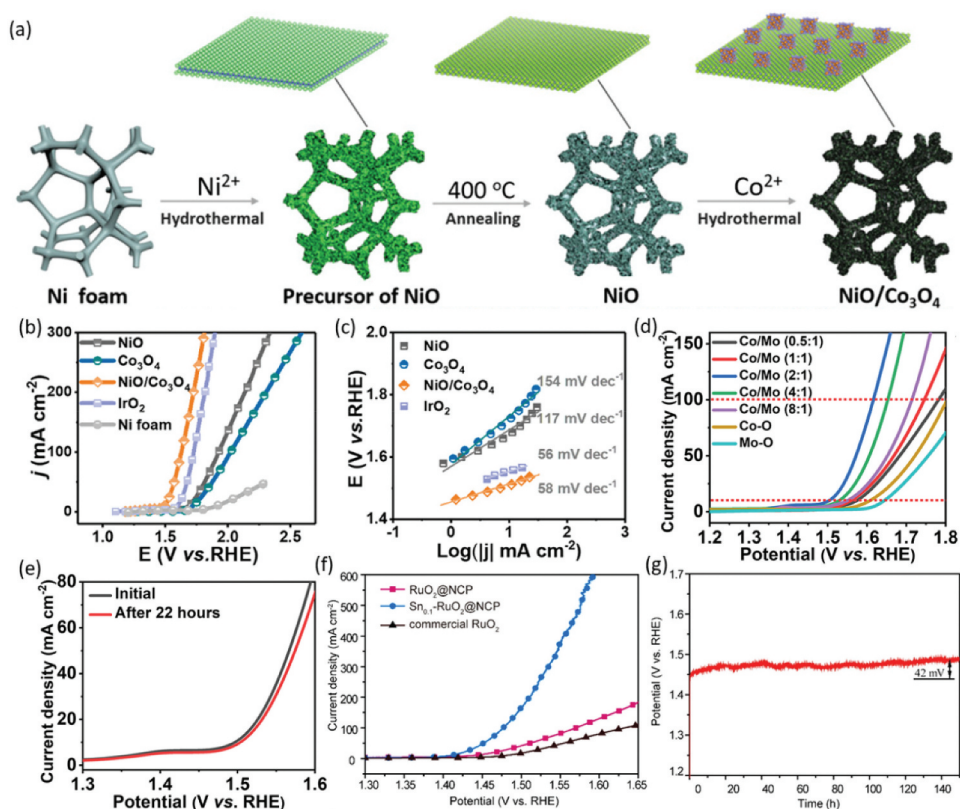 (a)
Ni²⁺
Hydrothermal
400 °C
Annealing
Co²⁺
Hydrothermal
Ni foam
Precursor of NiO
NiO
NiO/Co₃O₄
(b)
300
240
180
120
60
0
j (mA cm⁻²)
NiO
Co₃O₄
NiO/Co₃O₄
IrO₂
Ni foam
1.0 1.5 2.0 2.5
E (V vs.RHE)
(c)
2.0
1.8
1.6
1.4
E (V vs.RHE)
NiO
Co₃O₄
NiO/Co₃O₄
IrO₂
154 mV dec⁻¹
117 mV dec⁻¹
56 mV dec⁻¹
58 mV dec⁻¹
-1 0 1 2 3
Log(|j| mA cm⁻²)
(d)
150
125
100
75
50
25
0
Current density (mA cm⁻²)
Co/Mo (0.5:1)
Co/Mo (1:1)
Co/Mo (2:1)
Co/Mo (4:1)
Co/Mo (8:1)
Co-O
Mo-O
1.2 1.3 1.4 1.5 1.6 1.7 1.8
Potential (V vs. RHE)
(e)
80
60
40
20
0
Current density (mA cm⁻²)
Initial
After 22 hours
1.3 1.4 1.5 1.6
Potential (V vs. RHE)
(f)
600
500
400
300
200
100
0
Current density (mA cm⁻²)
RuO₂@NCP
Sn₀.₁-RuO₂@NCP
commercial RuO₂
1.30 1.35 1.40 1.45 1.50 1.55 1.60 1.65
Potential (V vs. RHE)
(g)
1.7
1.6
1.5
1.4
1.3
1.2
Potential (V vs. RHE)
42 mV
0 20 40 60 80 100 120 140
Time (h)